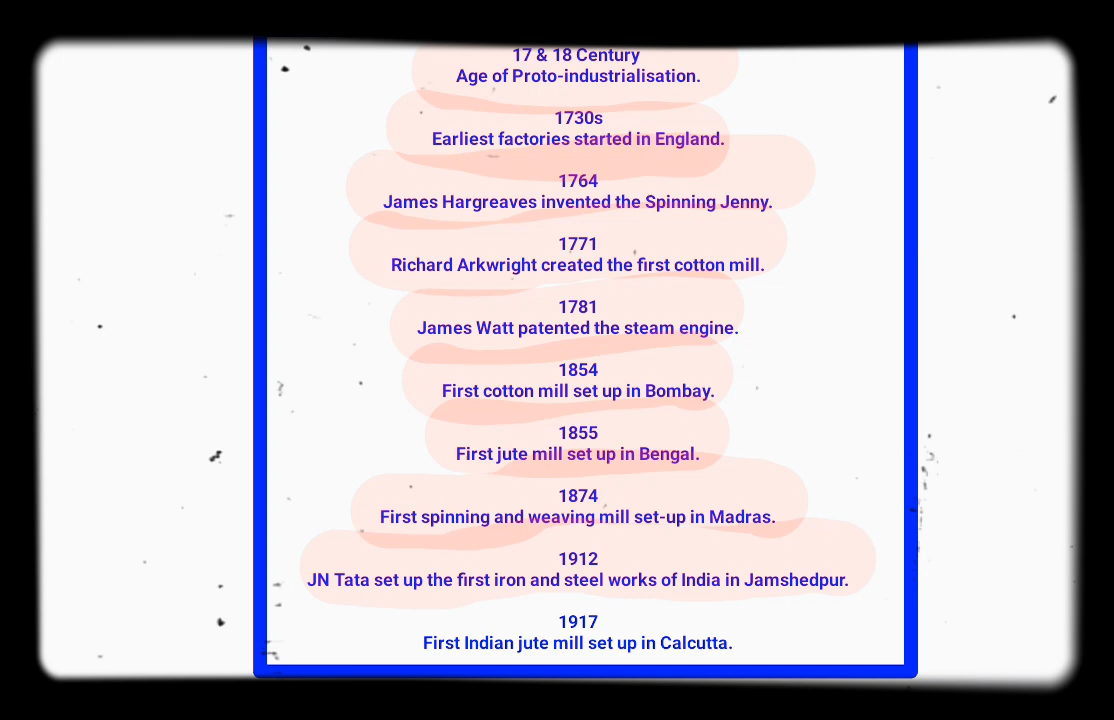 17 & 18 Century
Age of Proto-industrialisation.
1730s
Earliest factories started in England.
1764
James Hargreaves invented the Spinning Jenny.
1771
Richard Arkwright created the first cotton mill.
1781
James Watt patented the steam engine.
1854
First cotton mill set up in Bombay.
1855
First jute mill set up in Bengal.
1874
First spinning and weaving mill set-up in Madras.
1912
JN Tata set up the first iron and steel works of India in Jamshedpur.
1917
First Indian jute mill set up in Calcutta.